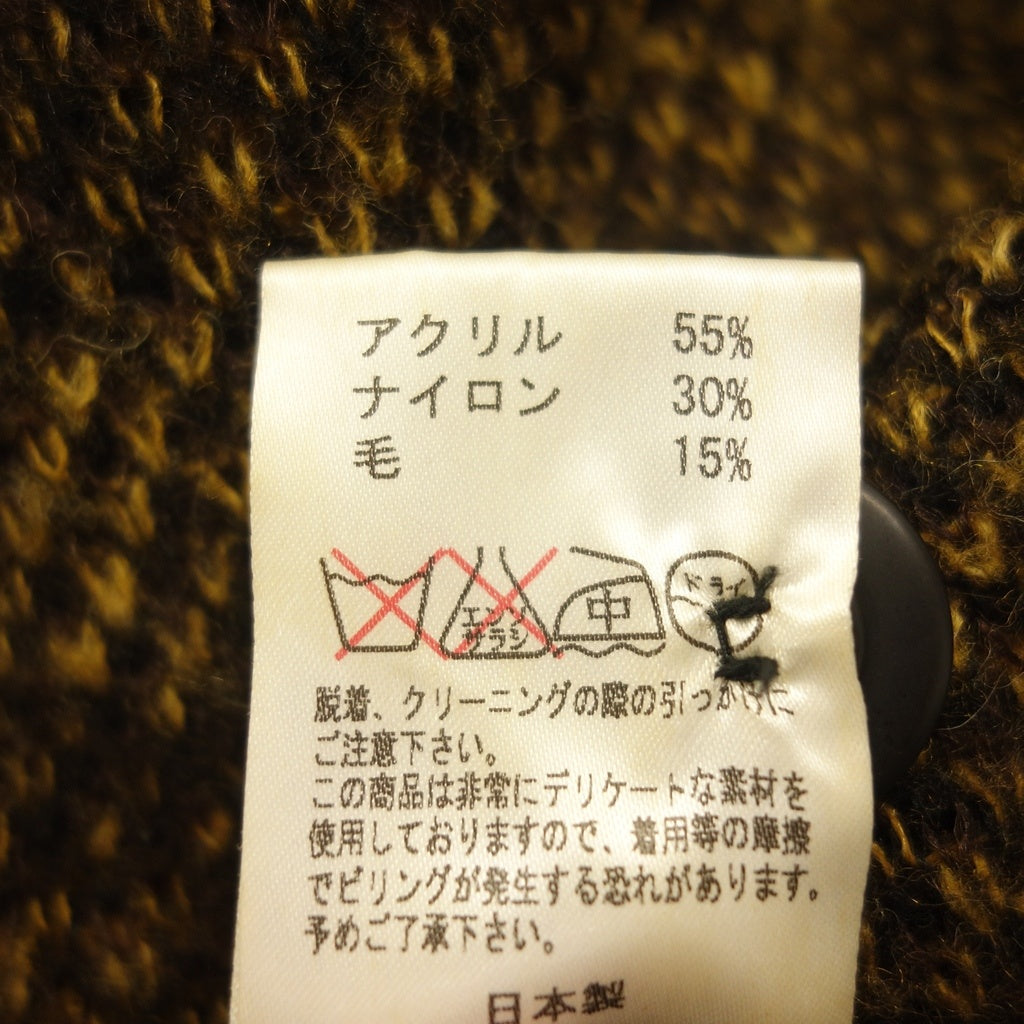 アクリル 55%
ナイロン 30%
毛 15%
エンソ
サラシ
中
ドライ
脱着、クリーニングの際の引っかけに
ご注意下さい。
この商品は非常にデリケートな素材を
使用しておりますので、着用等の摩擦
でピリングが発生する恐れがあります。
予めご了承下さい。
日本製